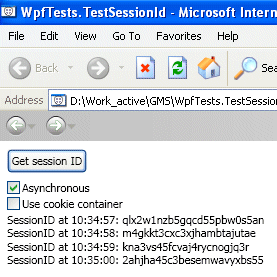 WpfTests.TestSessionId - Microsoft Intern
File Edit View Go To Favorites Help
Back Sea
Address D:\Work_active\GMS\WpfTests.TestSession
Get session ID
Asynchronous
Use cookie container
SessionID at 10:34:57: qlx2w1nzb5gqcd55pbw0s5an
SessionID at 10:34:58: m4gkkt3cxc3xjhambtajutae
SessionID at 10:34:59: kna3vs45fcvaj4rycnogjq3r
SessionID at 10:35:00: 2ahjha45c3besemwavyxbs55